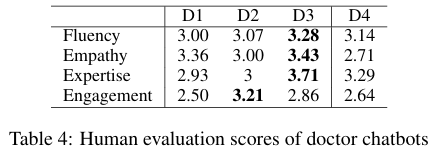 D1 D2 D3 D4
Fluency 3.00 3.07 3.28 3.14
Empathy 3.36 3.00 3.43 2.71
Expertise 2.93 3 3.71 3.29
Engagement 2.50 3.21 2.86 2.64
Table 4: Human evaluation scores of doctor chatbots